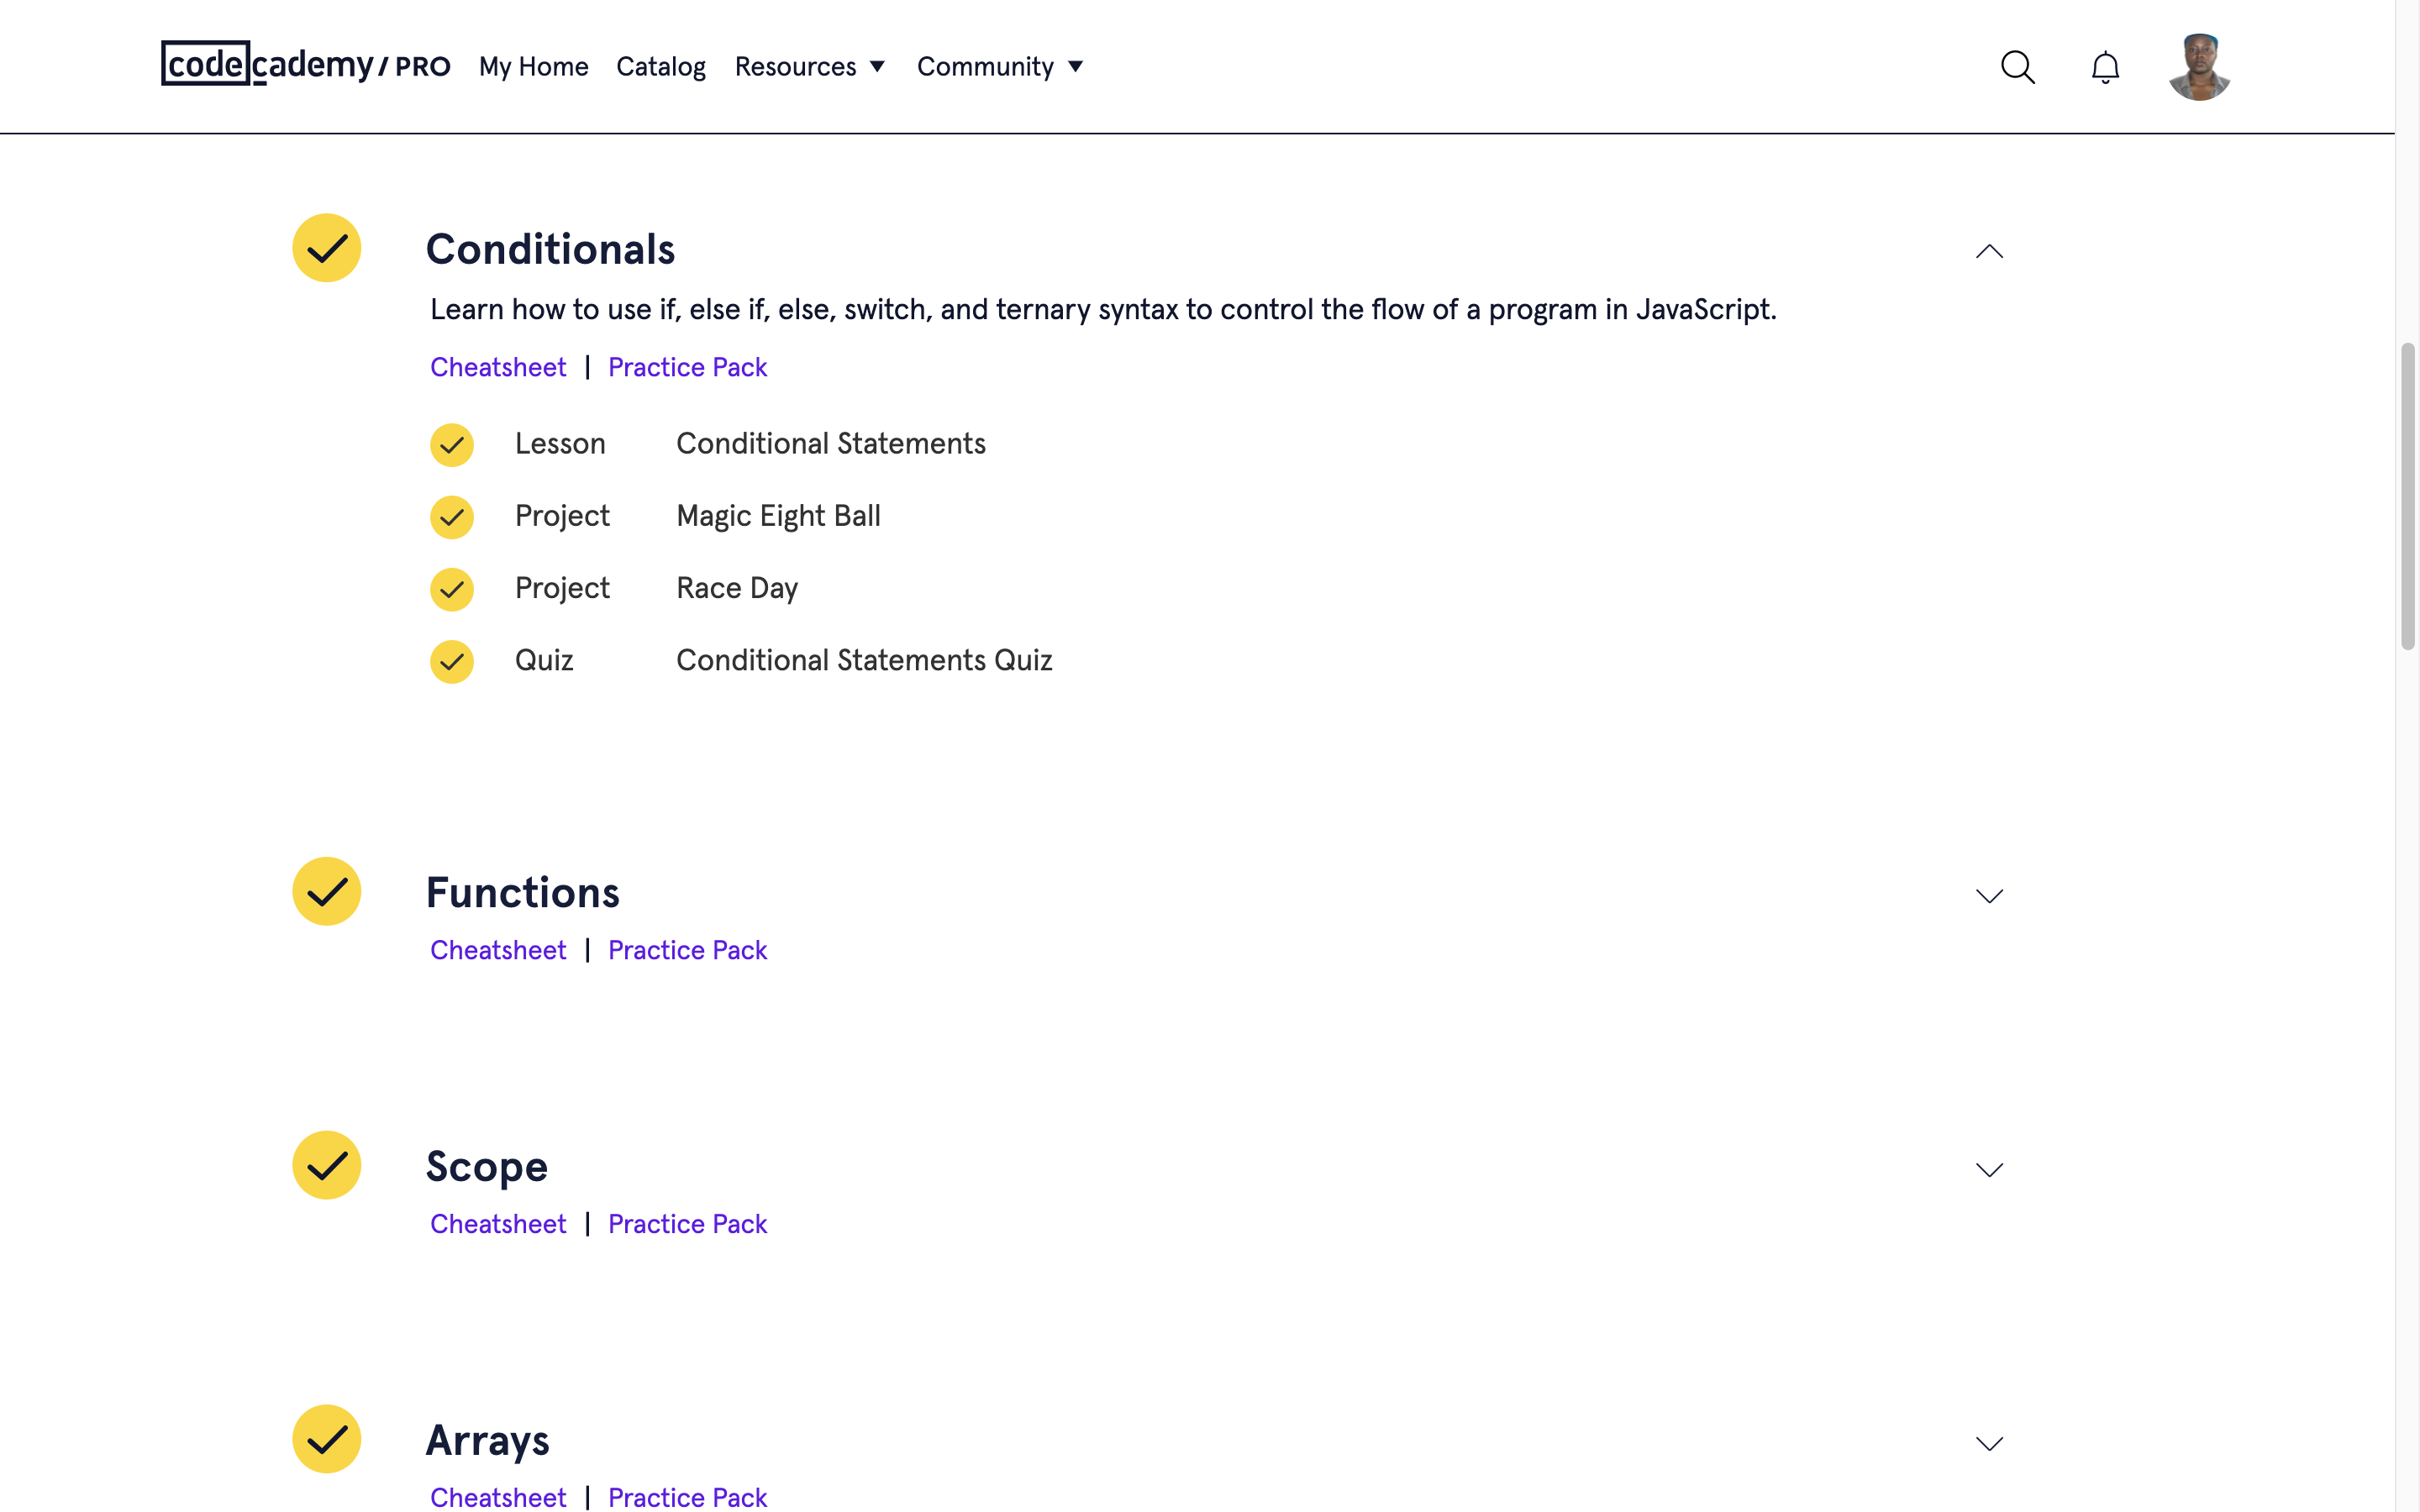 codecademy / PRO My Home Catalog Resources Community
Conditionals
Learn how to use if, else if, else, switch, and ternary syntax to control the flow of a program in JavaScript.
Cheatsheet | Practice Pack
Lesson Conditional Statements
Project Magic Eight Ball
Project Race Day
Quiz Conditional Statements Quiz
Functions
Cheatsheet | Practice Pack
Scope
Cheatsheet | Practice Pack
Arrays
Cheatsheet | Practice Pack